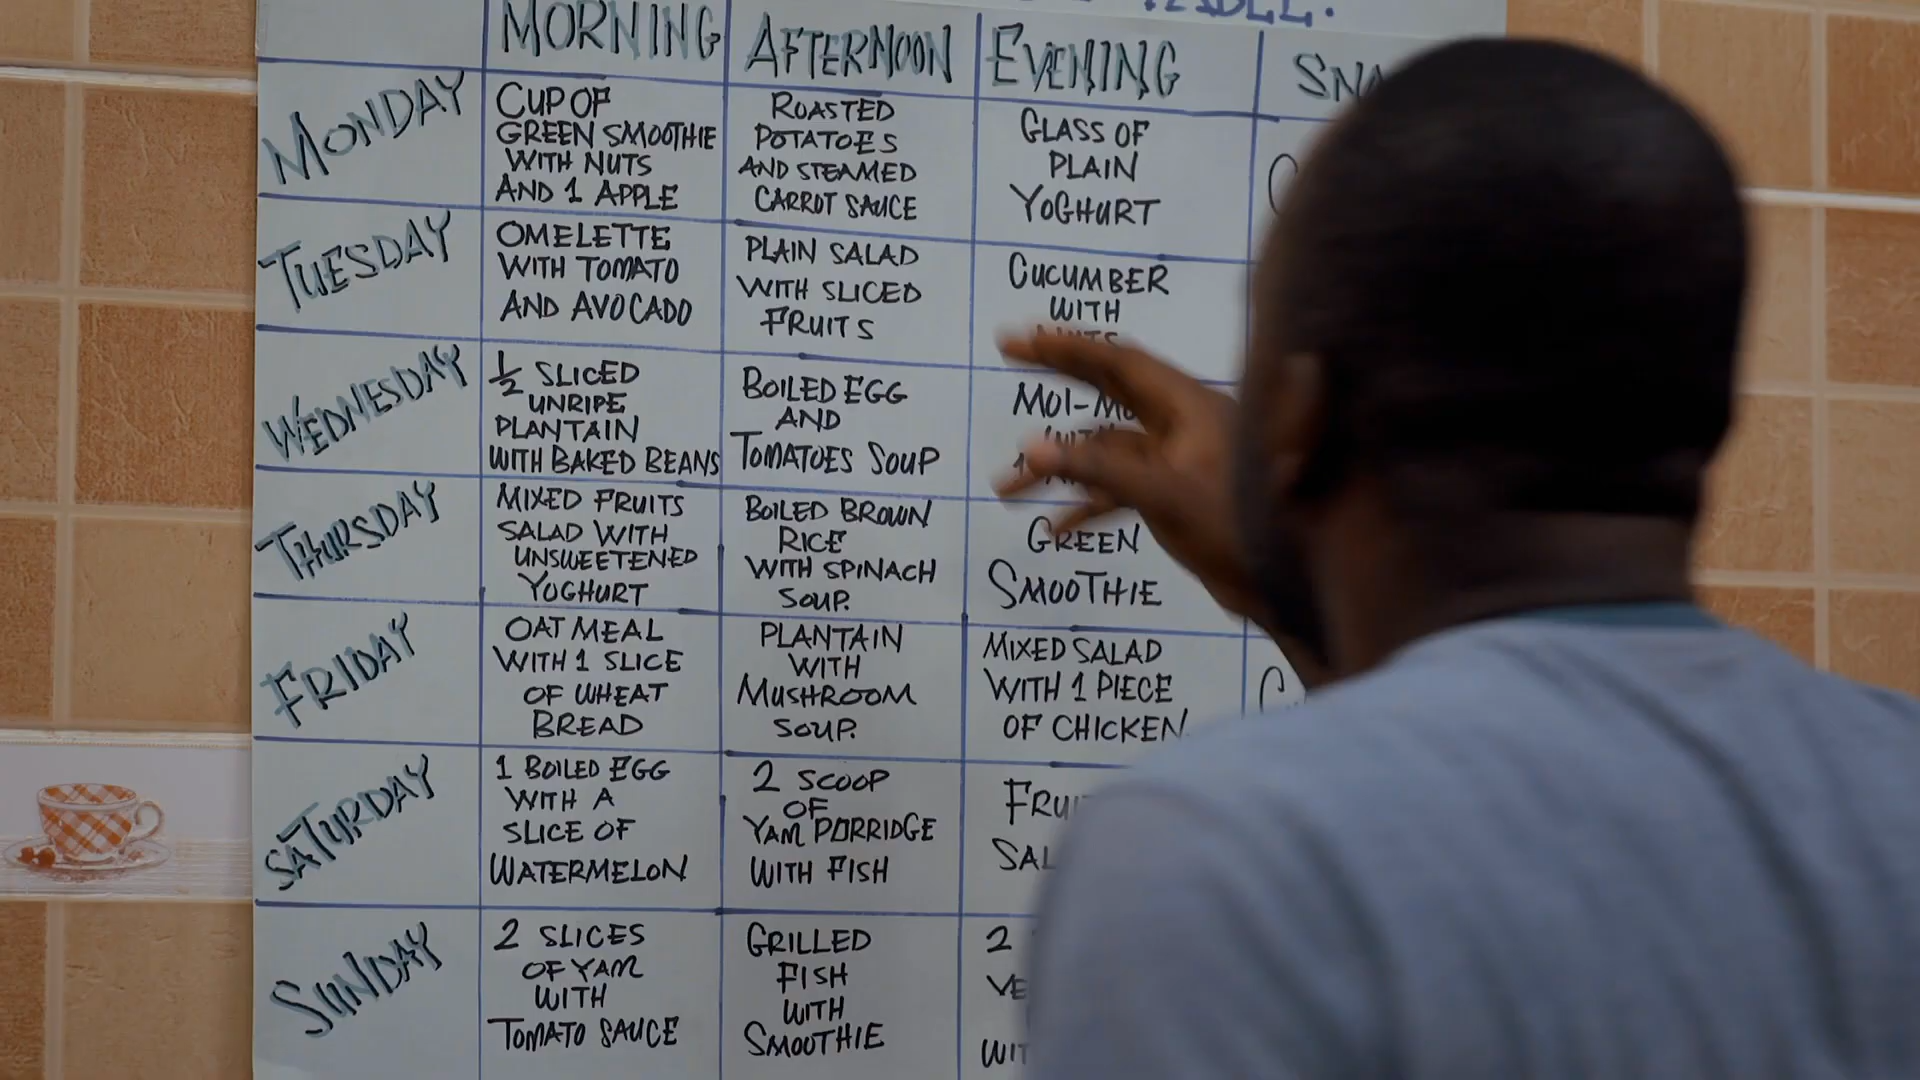 TABLE.
MORNING
AFTERNOON
EVENING
MONDAY
CUP OF
GREEN SMOOTHIE
WITH NUTS
AND 1 APPLE
ROASTED
POTATOES
AND STEAMED
CARROT SAUCE
GLASS OF
PLAIN
YOGHURT
TUESDAY
OMELETTE
WITH TOMATO
AND AVOCADO
PLAIN SALAD
WITH SLICED
FRUITS
CUCUMBER
WITH
WEDNESDAY
1/2 SLICED
UNRIPE
PLANTAIN
WITH BAKED BEANS
BOILED EGG
AND
TOMATOES SOUP
THURSDAY
MIXED FRUITS
SALAD WITH
UNSWEETENED
YOGHURT
BOILED BROWN
RICE
WITH SPINACH
SOUP.
GREEN
SMOOTHIE
FRIDAY
OAT MEAL
WITH 1 SLICE
OF WHEAT
BREAD
PLANTAIN
WITH
MUSHROOM
SOUP.
MIXED SALAD
WITH 1 PIECE
OF CHICKEN
SATURDAY
1 BOILED EGG
WITH A
SLICE OF
WATERMELON
2 SCOOP
OF
YAM PORRIDGE
WITH FISH
SUNDAY
2 SLICES
OF YAM
WITH
TOMATO SAUCE
GRILLED
FISH
WITH
SMOOTHIE
2